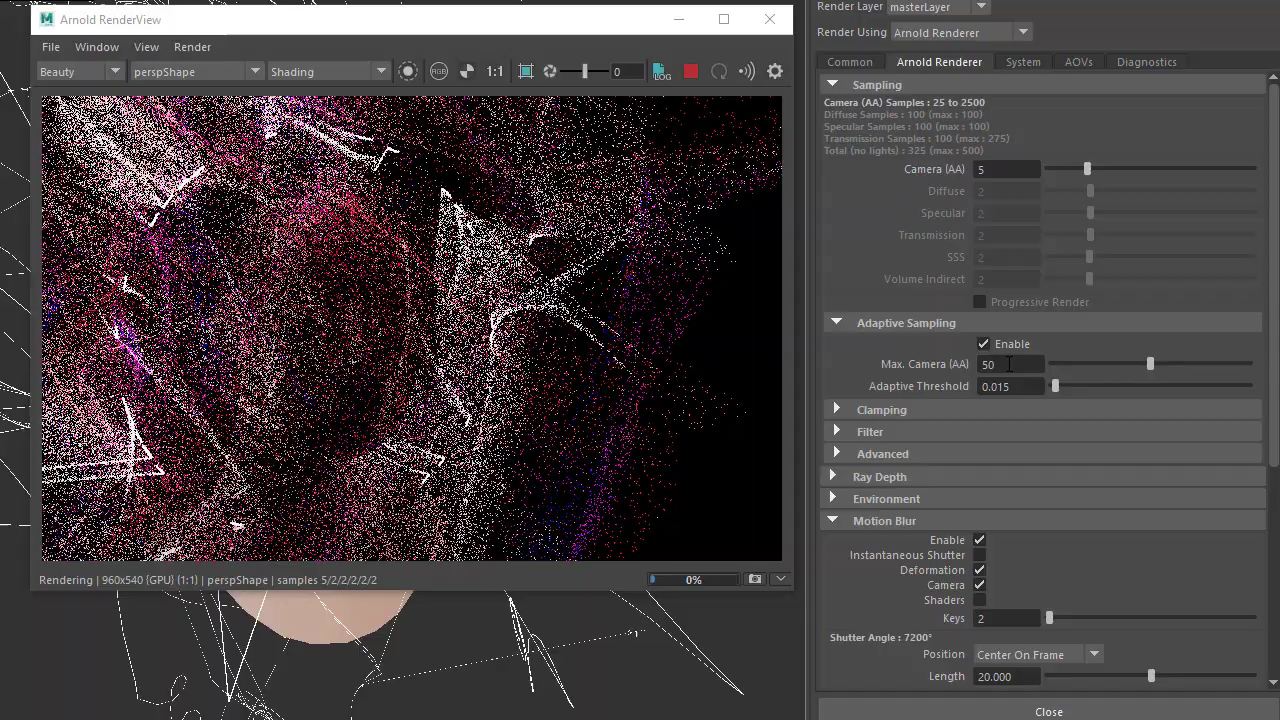 Arnold RenderView
File Window View Render
Beauty perspShape Shading RGB 1:1 0 LOG
Rendering | 960x540 {GPU} (1:1) | perspShape | samples 5/2/2/2/2/2 0%
Render Layer masterLayer
Render Using Arnold Renderer
Common Arnold Renderer System AOVs Diagnostics
Sampling
Camera (AA) Samples : 25 to 2500
Diffuse Samples : 100 (max : 100)
Specular Samples : 100 (max : 100)
Transmission Samples : 100 (max : 275)
Total (no lights) : 325 (max : 500)
Camera (AA) 5
Diffuse 2
Specular 2
Transmission 2
SSS 2
Volume Indirect 2
Progressive Render
Adaptive Sampling
Enable
Max. Camera (AA) 50
Adaptive Threshold 0.015
Clamping
Filter
Advanced
Ray Depth
Environment
Motion Blur
Enable
Instantaneous Shutter
Deformation
Camera
Shaders
Keys 2
Shutter Angle : 7200°
Position Center On Frame
Length 20.000
Close